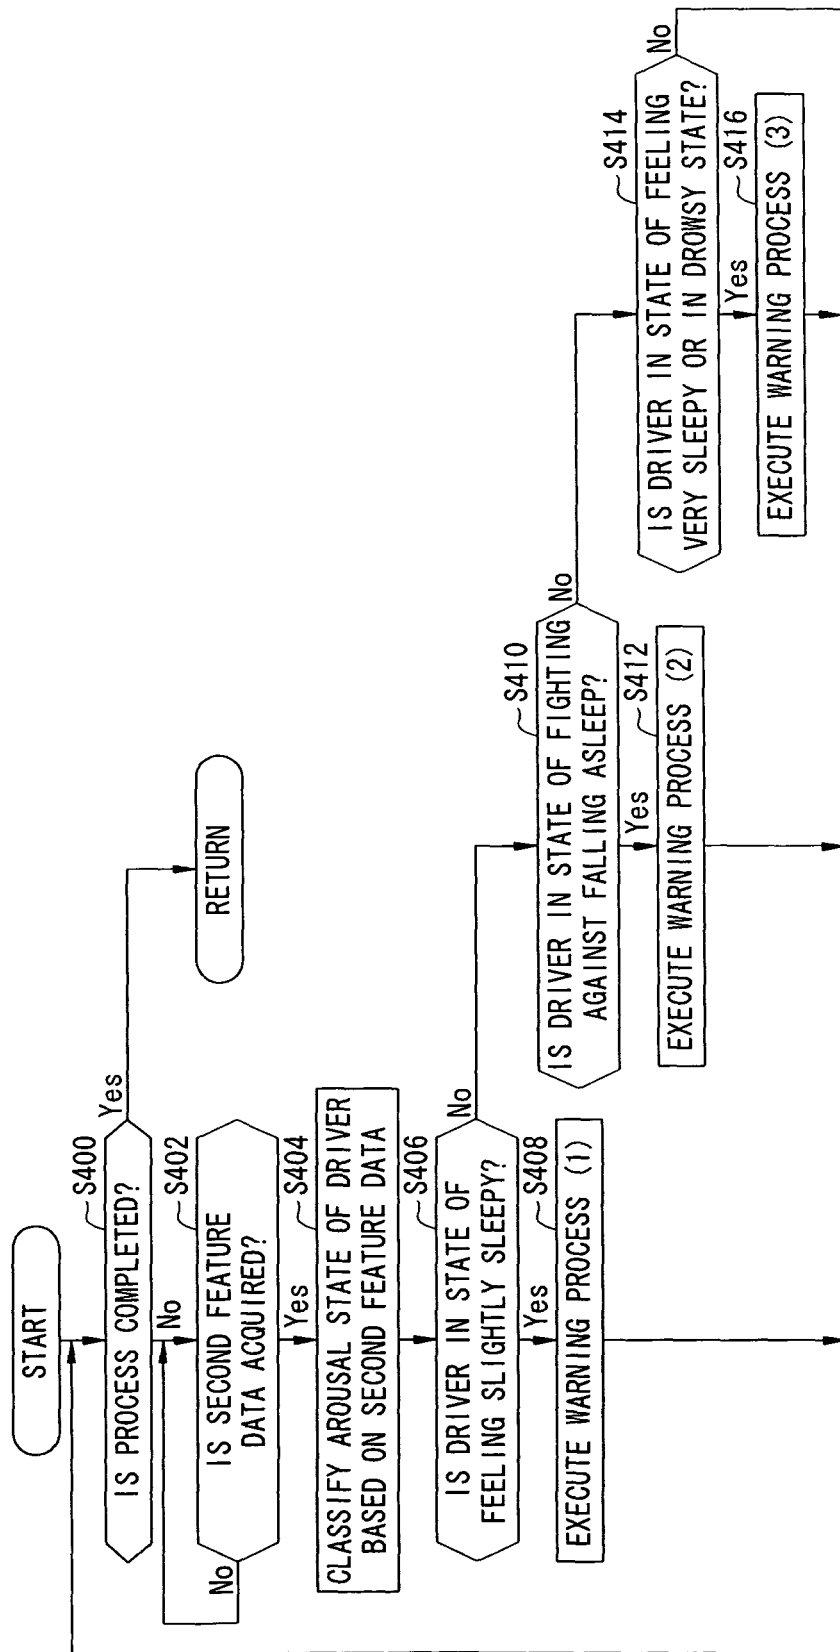 START
S400
IS PROCESS COMPLETED?
Yes
RETURN
No
S402
IS SECOND FEATURE
DATA ACQUIRED?
No
Yes
S404
CLASSIFY AROUSAL STATE OF DRIVER
BASED ON SECOND FEATURE DATA
S406
IS DRIVER IN STATE OF
FEELING SLIGHTLY SLEEPY?
No
Yes
S408
EXECUTE WARNING PROCESS (1)
S410
IS DRIVER IN STATE OF FIGHTING
AGAINST FALLING ASLEEP?
No
Yes
S412
EXECUTE WARNING PROCESS (2)
S414
IS DRIVER IN STATE OF FEELING
VERY SLEEPY OR IN DROWSY STATE?
No
Yes
S416
EXECUTE WARNING PROCESS (3)